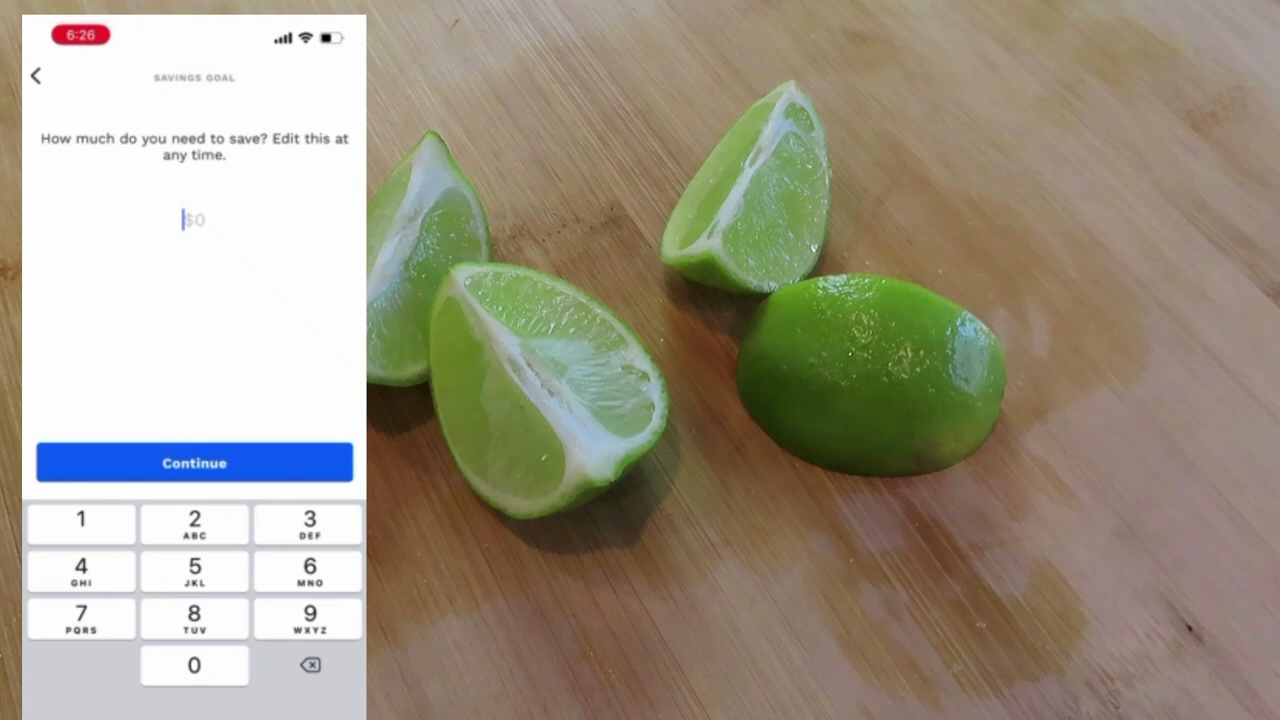 6:26
SAVINGS GOAL
How much do you need to save? Edit this at
any time.
$0
Continue
1
2
ABC
3
DEF
4
GHI
5
JKL
6
MNO
7
PQRS
8
TUV
9
WXYZ
0